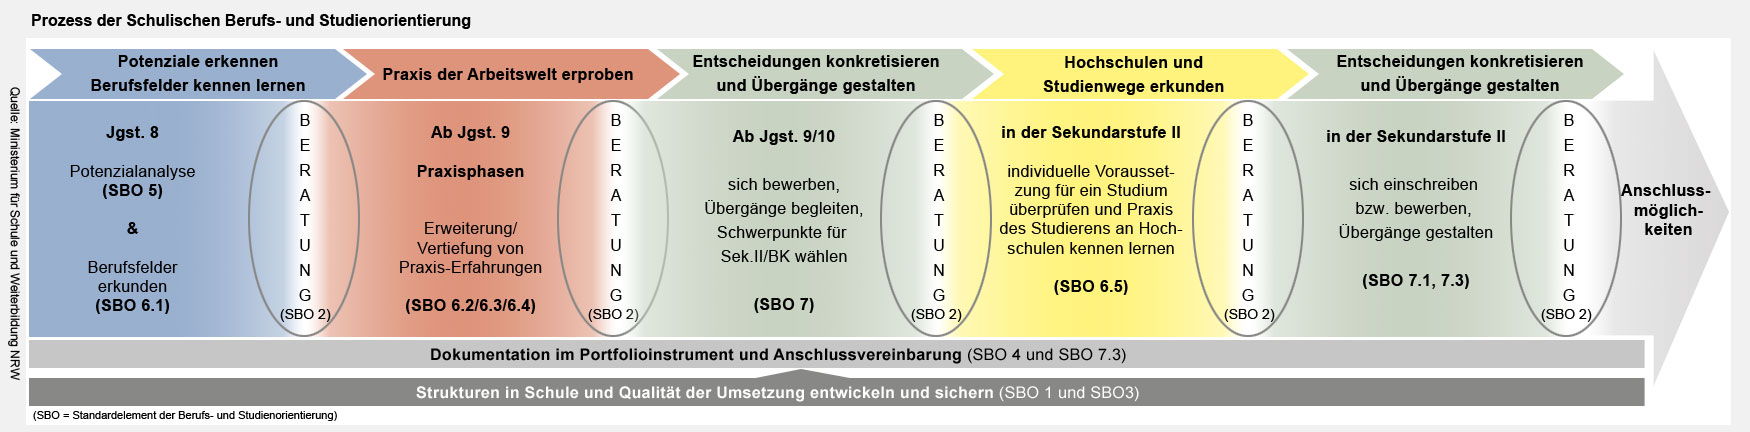 Prozess der Schulischen Berufs- und Studienorientierung
Potenziale erkennen
Berufsfelder kennen lernen
Praxis der Arbeitswelt erproben
Entscheidungen konkretisieren
und Übergänge gestalten
Hochschulen und
Studienwege erkunden
Entscheidungen konkretisieren
und Übergänge gestalten
Jgst. 8
Potenzialanalyse
(SBO 5)
&
Berufsfelder
erkunden
(SBO 6.1)
BERATUNG
(SBO 2)
Ab Jgst. 9
Praxisphasen
Erweiterung/
Vertiefung von
Praxis-Erfahrungen
(SBO 6.2/6.3/6.4)
BERATUNG
(SBO 2)
Ab Jgst. 9/10
sich bewerben,
Übergänge begleiten,
Schwerpunkte für
Sek.II/BK wählen
(SBO 7)
BERATUNG
(SBO 2)
in der Sekundarstufe II
individuelle Vorausset-
zung für ein Studium
überprüfen und Praxis
des Studierens an Hoch-
schulen kennen lernen
(SBO 6.5)
BERATUNG
(SBO 2)
in der Sekundarstufe II
sich einschreiben
bzw. bewerben,
Übergänge gestalten
(SBO 7.1, 7.3)
BERATUNG
(SBO 2)
Anschluss-
möglich-
keiten
Dokumentation im Portfolioinstrument und Anschlussvereinbarung (SBO 4 und SBO 7.3)
Strukturen in Schule und Qualität der Umsetzung entwickeln und sichern (SBO 1 und SBO3)
(SBO = Standardelement der Berufs- und Studienorientierung)
Quelle: Ministerium für Schule und Weiterbildung NRW